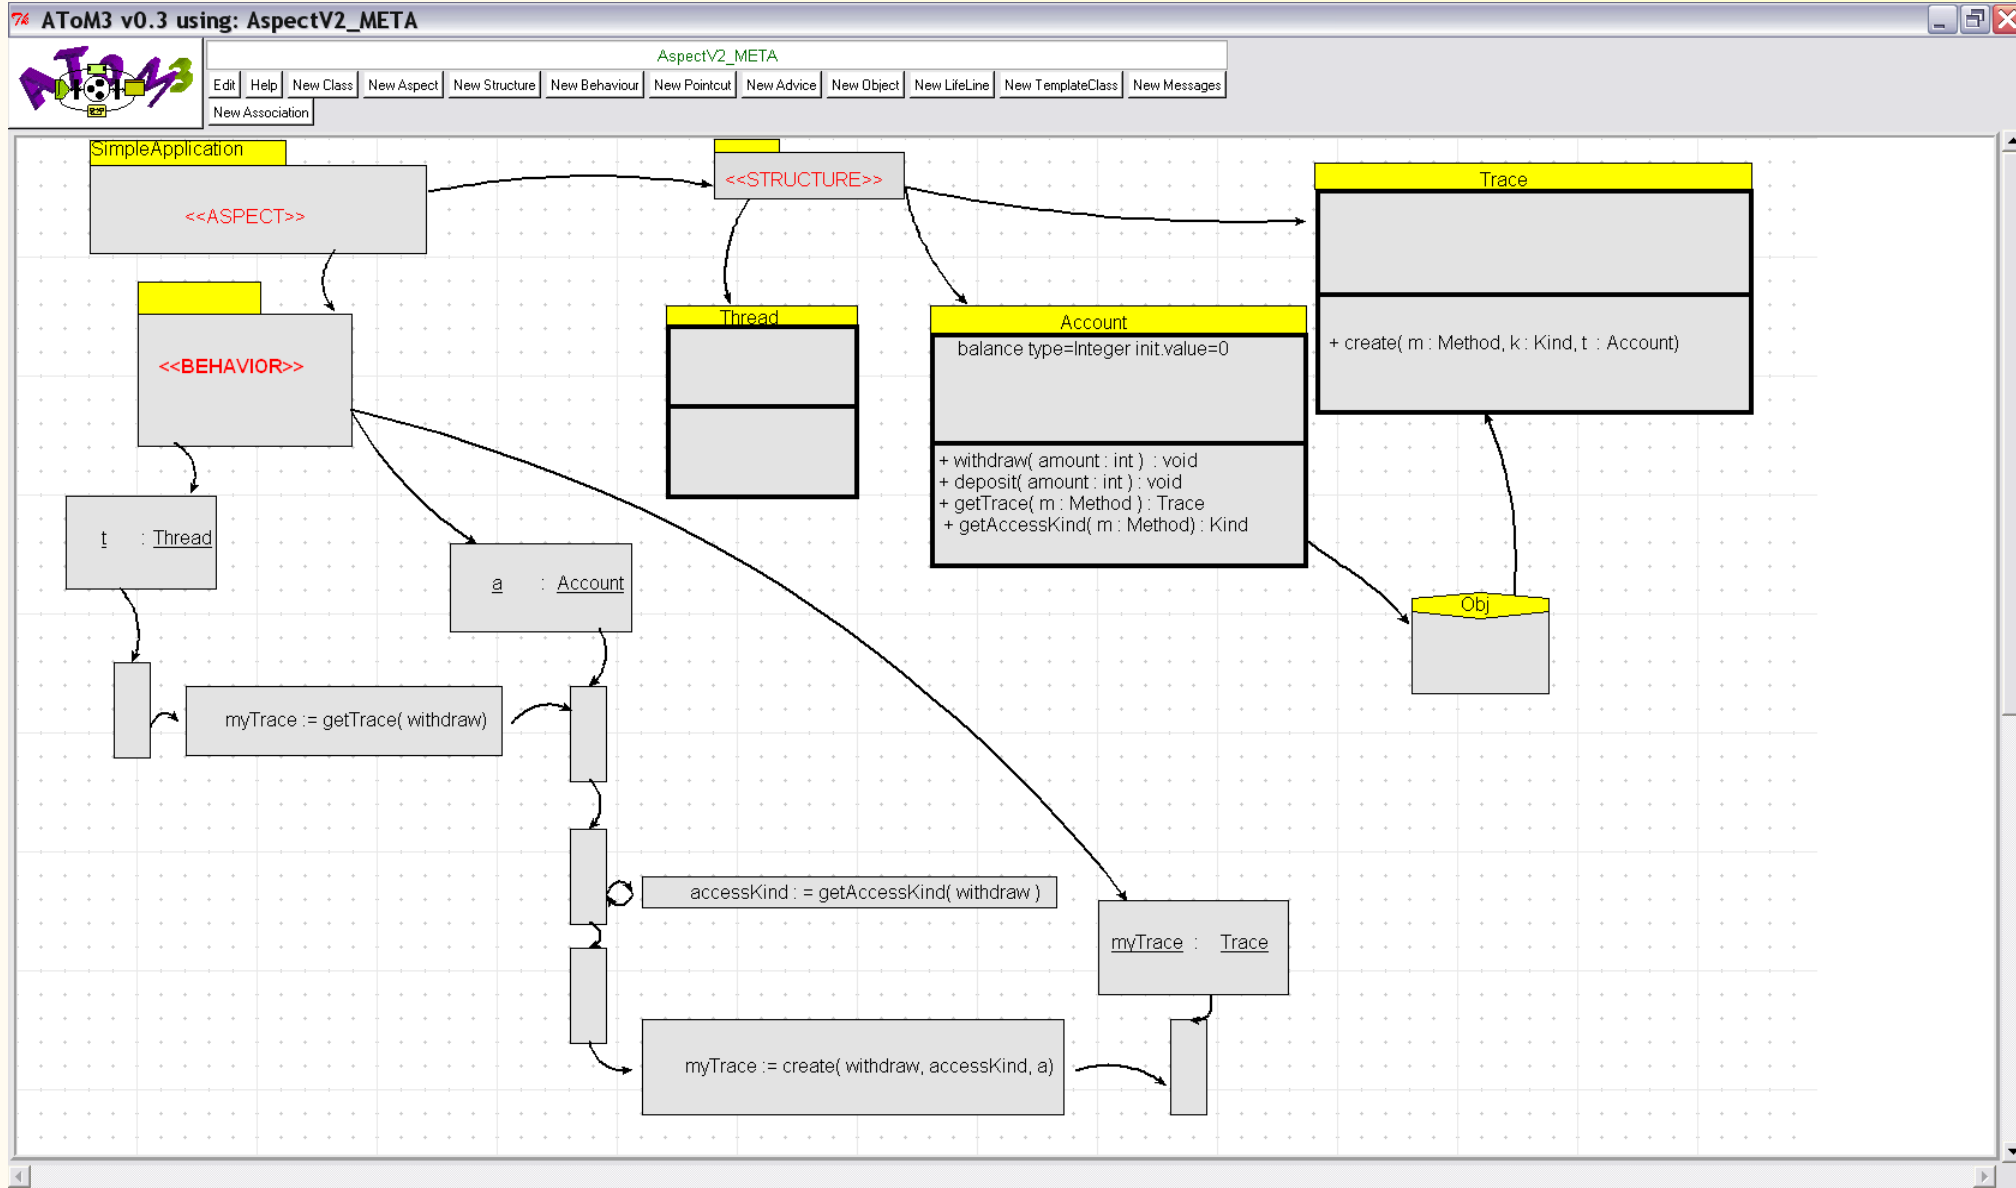 AToM3 v0.3 using: AspectV2_META
AToM3
AspectV2_META
Edit Help New Class New Aspect New Structure New Behaviour New Pointcut New Advice New Object New LifeLine New TemplateClass New Messages
New Association
SimpleApplication
<<ASPECT>>
<<STRUCTURE>>
Trace
+ create( m : Method, k : Kind, t : Account)
<<BEHAVIOR>>
Thread
Account
balance type=Integer init.value=0
+ withdraw( amount : int ) : void
+ deposit( amount : int ) : void
+ getTrace( m : Method ) : Trace
+ getAccessKind( m : Method) : Kind
t : Thread
a : Account
Obj
myTrace := getTrace( withdraw)
accessKind : = getAccessKind( withdraw )
myTrace : Trace
myTrace := create( withdraw, accessKind, a)